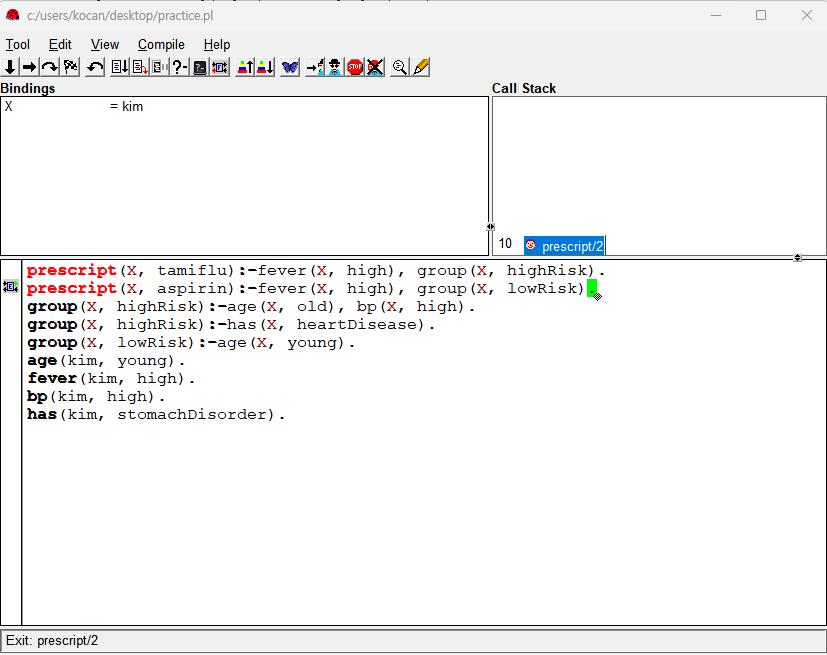 c:/users/kocan/desktop/practice.pl
Tool Edit View Compile Help
Bindings
Call Stack
X = kim
10 prescript/2
prescript(X, tamiflu):-fever(X, high), group(X, highRisk).
prescript(X, aspirin):-fever(X, high), group(X, lowRisk).
group(X, highRisk):-age(X, old), bp(X, high).
group(X, highRisk):-has(X, heartDisease).
group(X, lowRisk):-age(X, young).
age(kim, young).
fever(kim, high).
bp(kim, high).
has(kim, stomachDisorder).
Exit: prescript/2